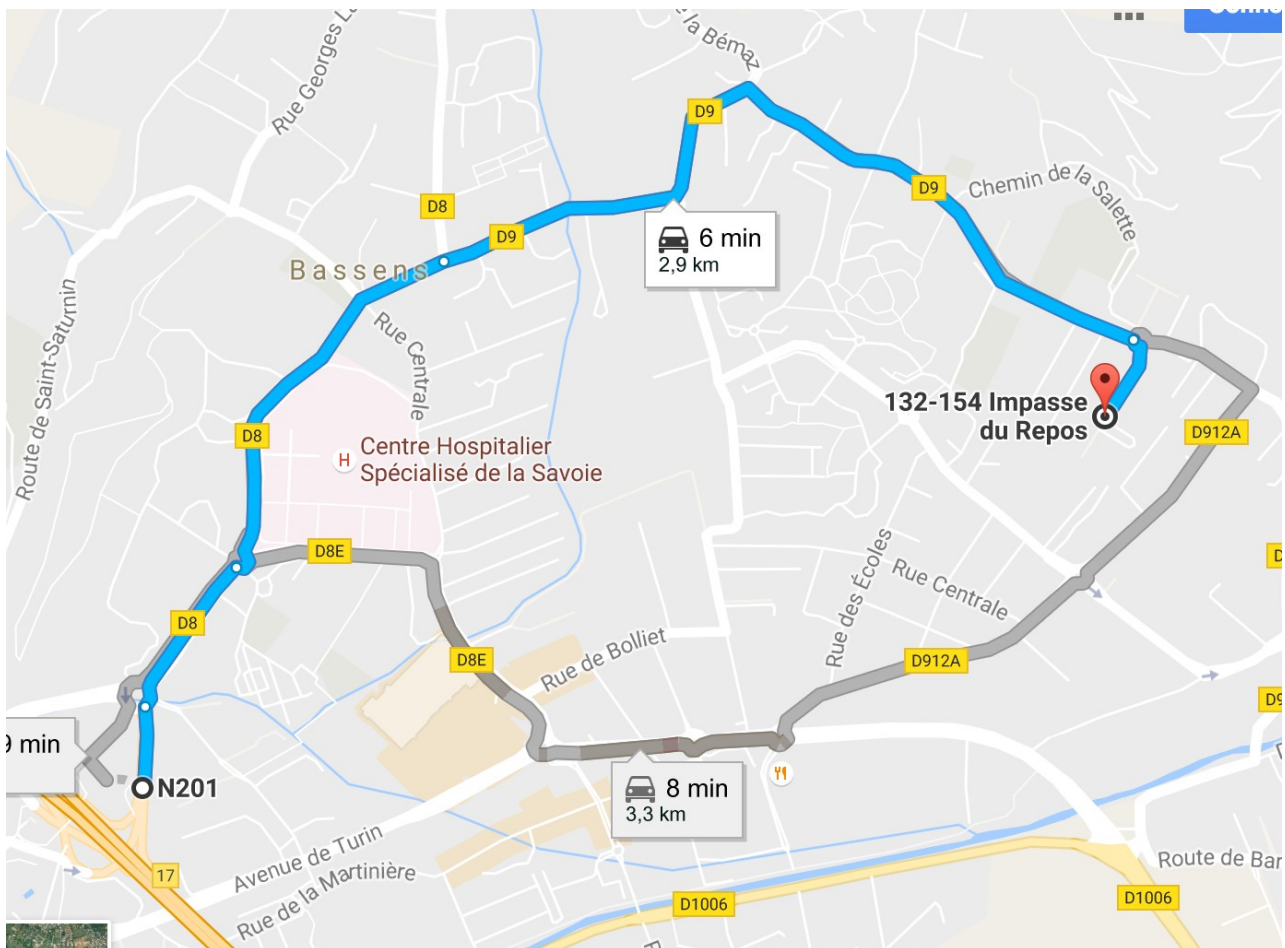 la Bémaz
Rue Georges
D9
D9
Chemin de la Salette
D8
D9
6 min
2,9 km
Bassens
Route de Saint-Saturnin
Rue Centrale
132-154 Impasse
du Repos
D8
D912A
H
Centre Hospitalier
Spécialisé de la Savoie
D8E
Rue des Écoles
Rue Centrale
D8
D8E
Rue de Bolliet
D912A
9 min
N201
8 min
3,3 km
Avenue de Turin
Rue de la Martinière
17
D1006
D1006
Route de